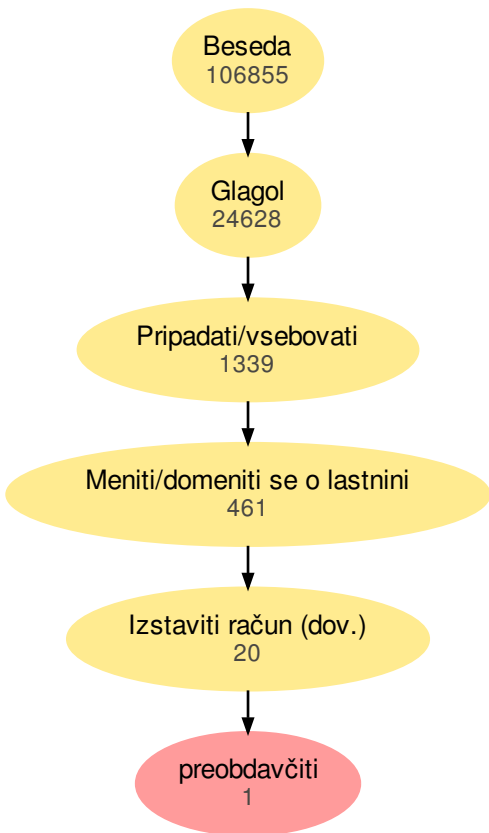 Beseda
106855
Glagol
24628
Pripadati/vsebovati
1339
Meniti/domeniti se o lastnini
461
Izstaviti račun (dov.)
20
preobdavčiti
1